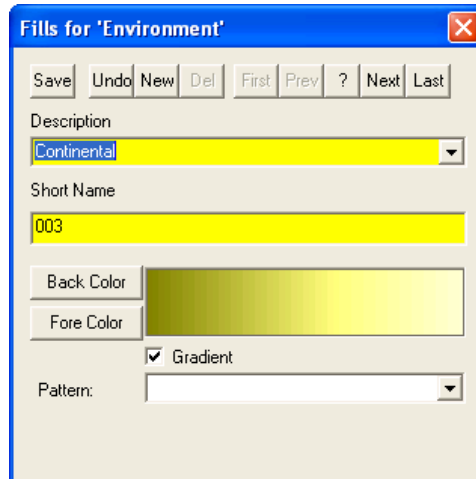 Fills for 'Environment'
Save Undo New Del First Prev ? Next Last
Description
Continental
Short Name
003
Back Color
Fore Color
Gradient
Pattern: